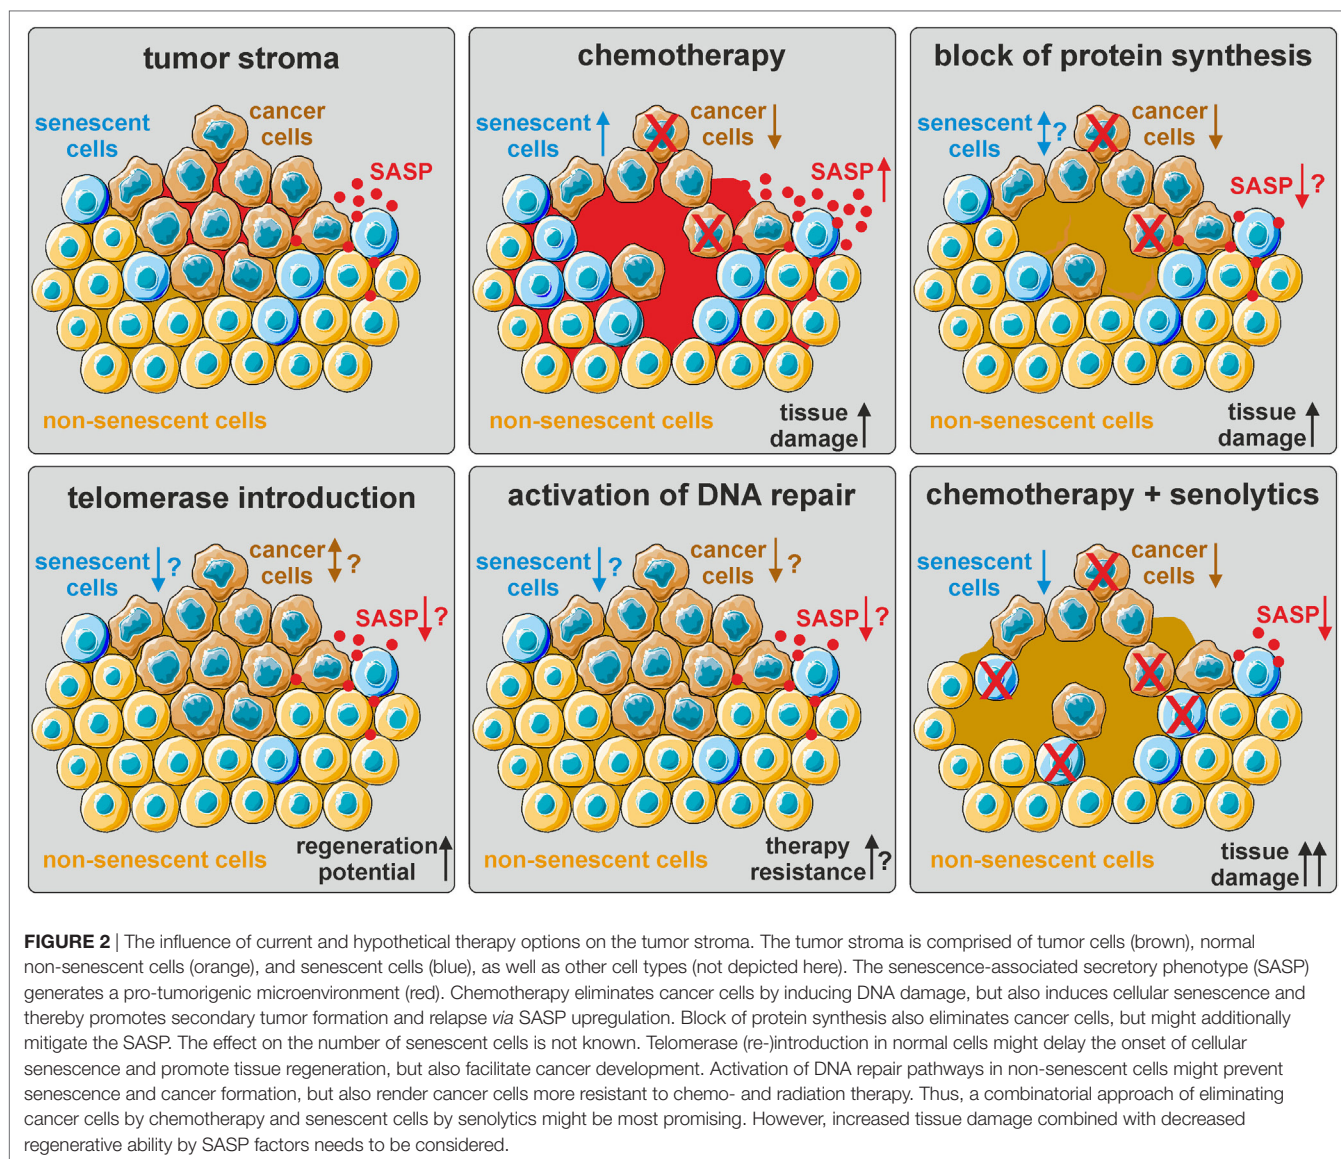 tumor stroma
senescent
cells
cancer
cells
SASP
non-senescent cells
chemotherapy
senescent
cells
cancer
cells
SASP
non-senescent cells
tissue
damage
block of protein synthesis
senescent
cells
?
cancer
cells
SASP ?
non-senescent cells
tissue
damage
telomerase introduction
senescent
cells
?
cancer
cells
?
SASP ?
non-senescent cells
regeneration
potential
activation of DNA repair
senescent
cells
?
cancer
cells
?
SASP ?
non-senescent cells
therapy
resistance ?
chemotherapy + senolytics
senescent
cells
cancer
cells
SASP
non-senescent cells
tissue
damage
FIGURE 2 | The influence of current and hypothetical therapy options on the tumor stroma. The tumor stroma is comprised of tumor cells (brown), normal
non-senescent cells (orange), and senescent cells (blue), as well as other cell types (not depicted here). The senescence-associated secretory phenotype (SASP)
generates a pro-tumorigenic microenvironment (red). Chemotherapy eliminates cancer cells by inducing DNA damage, but also induces cellular senescence and
thereby promotes secondary tumor formation and relapse via SASP upregulation. Block of protein synthesis also eliminates cancer cells, but might additionally
mitigate the SASP. The effect on the number of senescent cells is not known. Telomerase (re-)introduction in normal cells might delay the onset of cellular
senescence and promote tissue regeneration, but also facilitate cancer development. Activation of DNA repair pathways in non-senescent cells might prevent
senescence and cancer formation, but also render cancer cells more resistant to chemo- and radiation therapy. Thus, a combinatorial approach of eliminating
cancer cells by chemotherapy and senescent cells by senolytics might be most promising. However, increased tissue damage combined with decreased
regenerative ability by SASP factors needs to be considered.